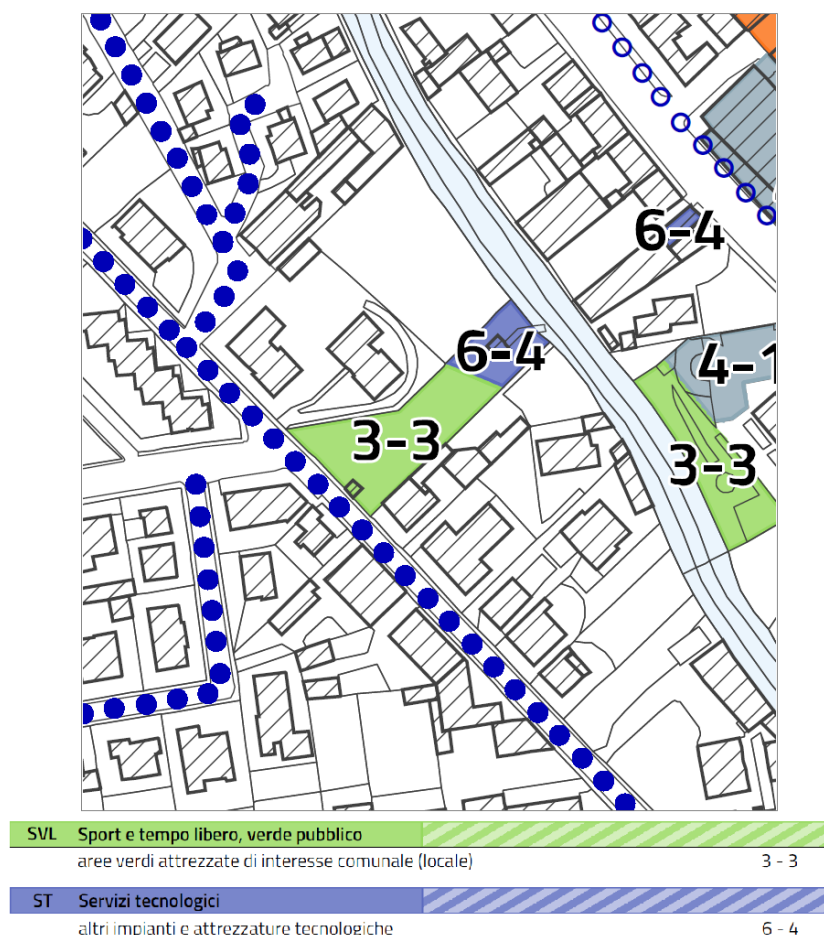 6-4
6-4
4-1
3-3
3-3
SVL Sport e tempo libero, verde pubblico
aree verdi attrezzate di interesse comunale (locale) 3 - 3
ST Servizi tecnologici
altri impianti e attrezzature tecnologiche 6 - 4